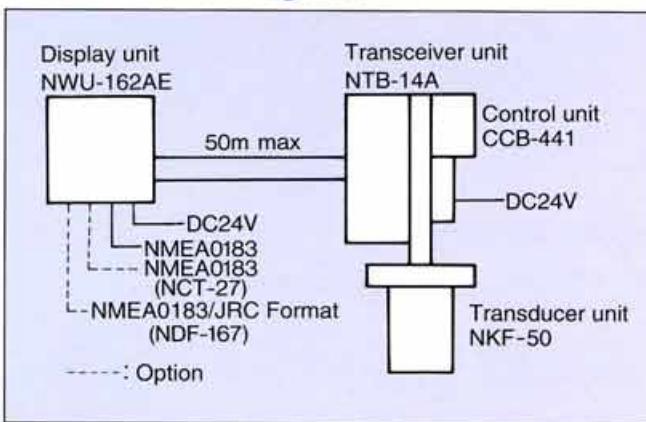 Display unit
NWU-162AE
Transceiver unit
NTB-14A
Control unit
CCB-441
50m max
DC24V
DC24V
NMEA0183
NMEA0183
(NCT-27)
NMEA0183/JRC Format
(NDF-167)
Transducer unit
NKF-50
: Option